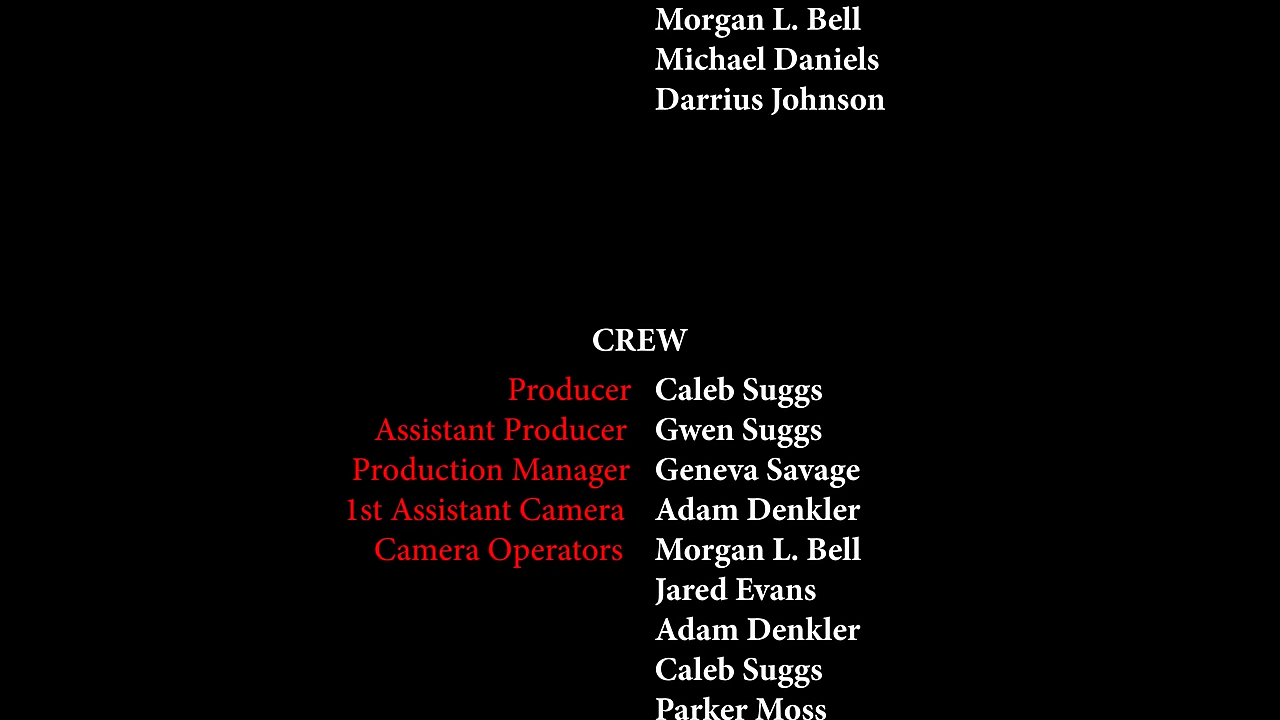 Morgan L. Bell
Michael Daniels
Darrius Johnson
CREW
Producer Caleb Suggs
Assistant Producer Gwen Suggs
Production Manager Geneva Savage
1st Assistant Camera Adam Denkler
Camera Operators Morgan L. Bell
Jared Evans
Adam Denkler
Caleb Suggs
Parker Moss